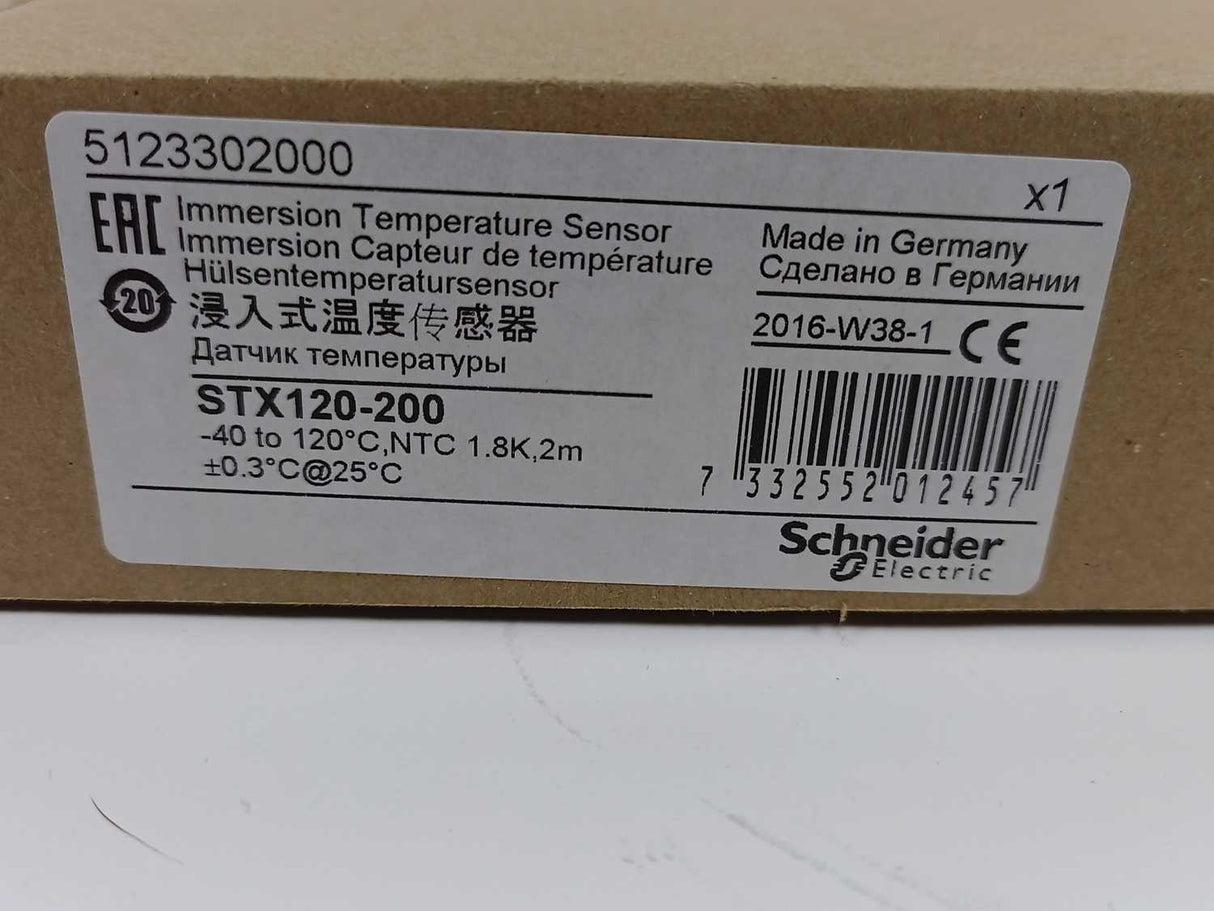 5123302000
x1
EAC
Immersion Temperature Sensor
Immersion Capteur de température
Hülsentemperatursensor
20
浸入式温度传感器
Датчик температуры
STX120-200
-40 to 120°C,NTC 1.8K,2m
±0.3°C@25°C
Made in Germany
Сделано в Германии
2016-W38-1
CE
7 332552 012457
Schneider
Electric